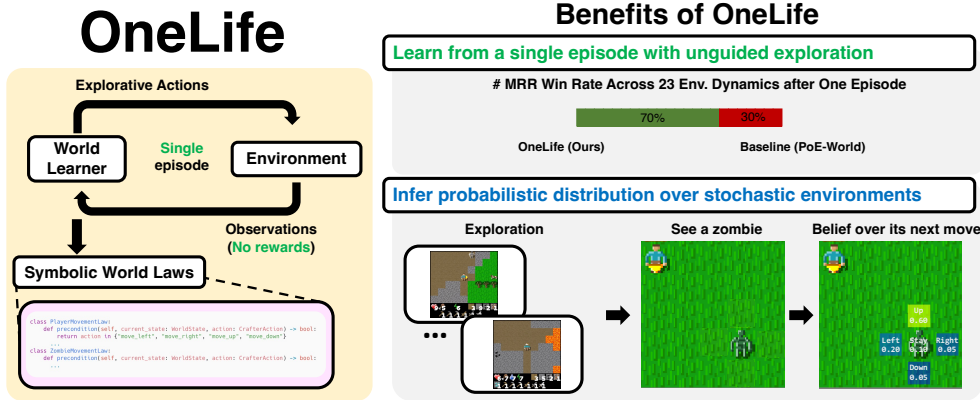 OneLife
Explorative Actions
World
Learner
Single
episode
Environment
Observations
(No rewards)
Symbolic World Laws
class PlayerMovementLaw:
def precondition(self, current_state: WorldState, action: CrafterAction) -> bool:
return action in {"move_left", "move_right", "move_up", "move_down"}
...
class ZombieMovementLaw:
def precondition(self, current_state: WorldState, action: CrafterAction) -> bool:
...
Benefits of OneLife
Learn from a single episode with unguided exploration
# MRR Win Rate Across 23 Env. Dynamics after One Episode
70% 30%
OneLife (Ours) Baseline (PoE-World)
Infer probabilistic distribution over stochastic environments
Exploration
...
See a zombie
Belief over its next move
Up
0.60
Left Stay Right
0.20 0.10 0.05
Down
0.05